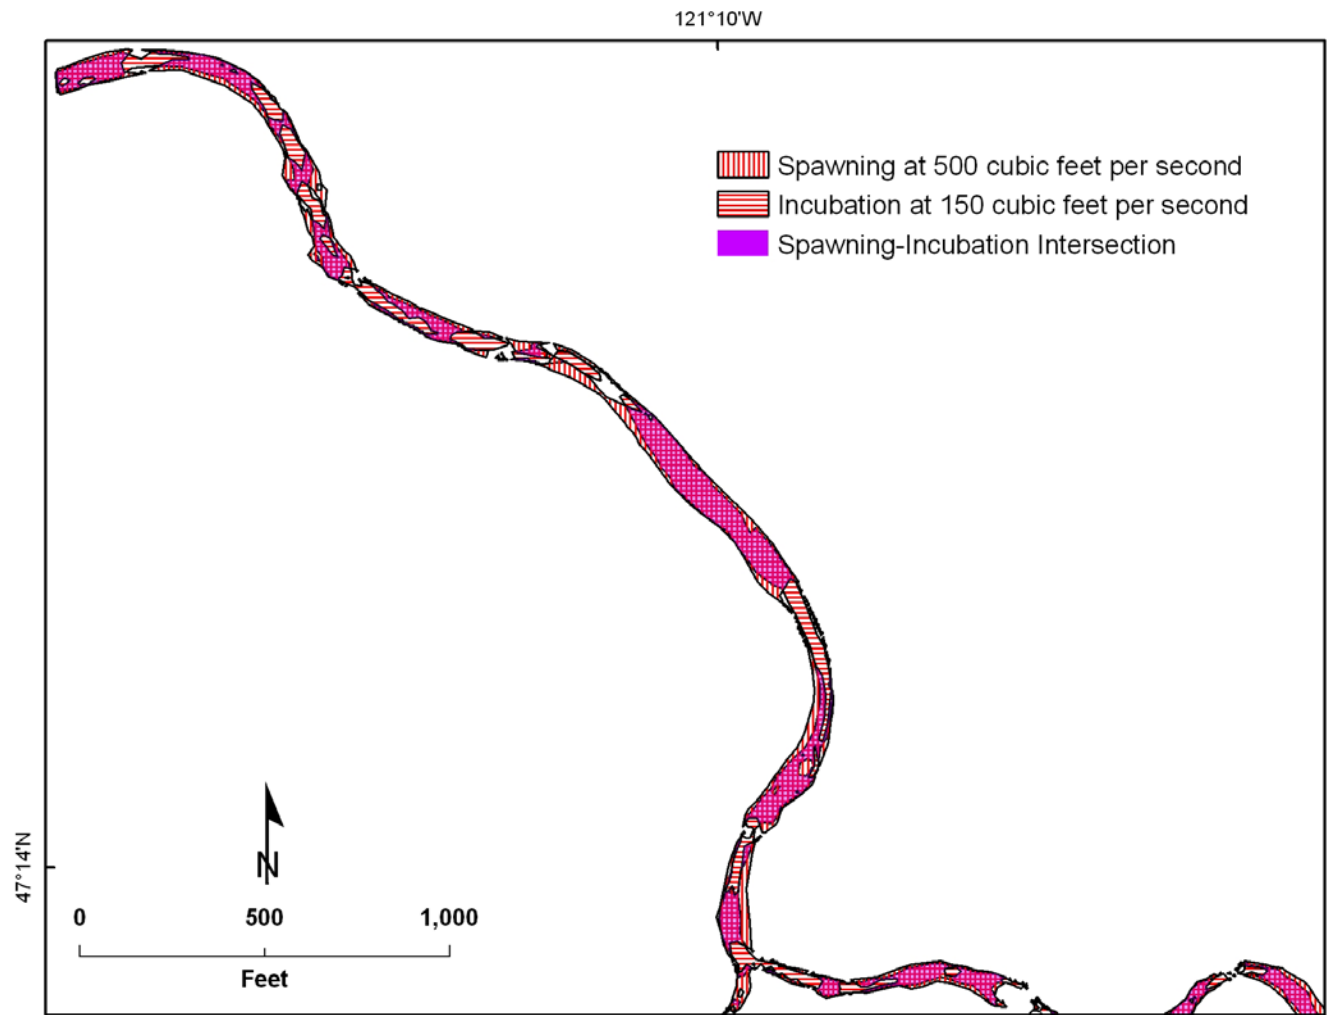 121°10'W
Spawning at 500 cubic feet per second
Incubation at 150 cubic feet per second
Spawning-Incubation Intersection
47°14'N
N
0 500 1,000
Feet